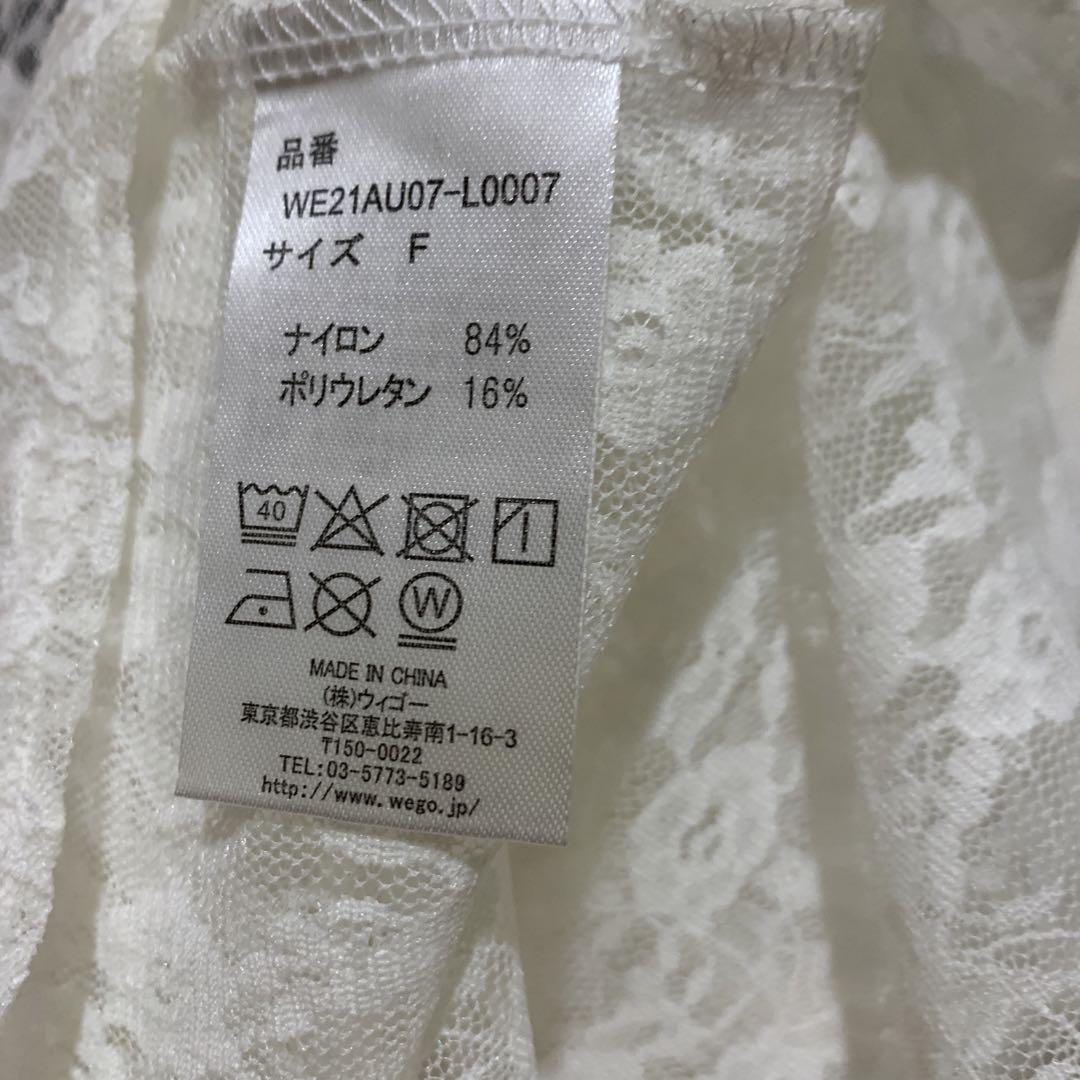 品番
WE21AU07-L0007
サイズ F
ナイロン 84%
ポリウレタン 16%
40
W
MADE IN CHINA
(株)ウィゴー
東京都渋谷区恵比寿南1-16-3
〒150-0022
TEL:03-5773-5189
http://www.wego.jp/